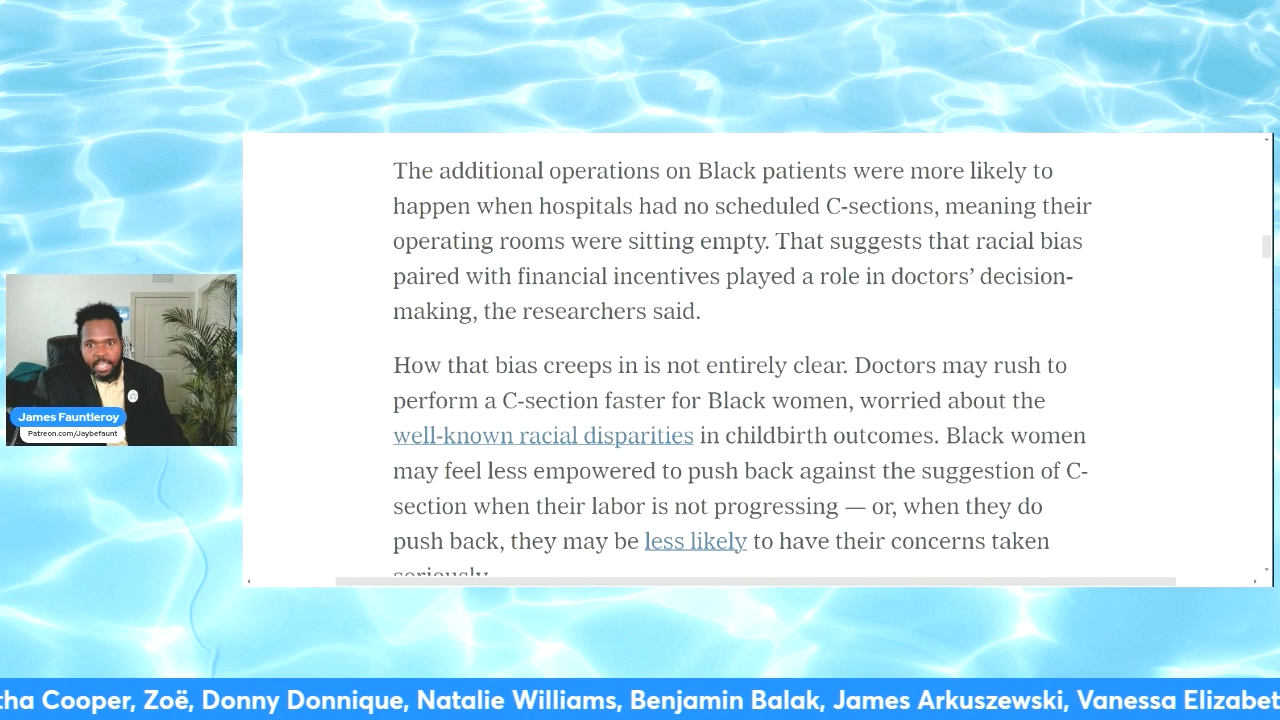 The additional operations on Black patients were more likely to
happen when hospitals had no scheduled C-sections, meaning their
operating rooms were sitting empty. That suggests that racial bias
paired with financial incentives played a role in doctors’ decision-
making, the researchers said.
How that bias creeps in is not entirely clear. Doctors may rush to
perform a C-section faster for Black women, worried about the
well-known racial disparities in childbirth outcomes. Black women
may feel less empowered to push back against the suggestion of C-
section when their labor is not progressing — or, when they do
push back, they may be less likely to have their concerns taken
seriously.
James Fauntleroy
Patreon.com/Jaybefaunt
tha Cooper, Zoë, Donny Donnique, Natalie Williams, Benjamin Balak, James Arkuszewski, Vanessa Elizabet